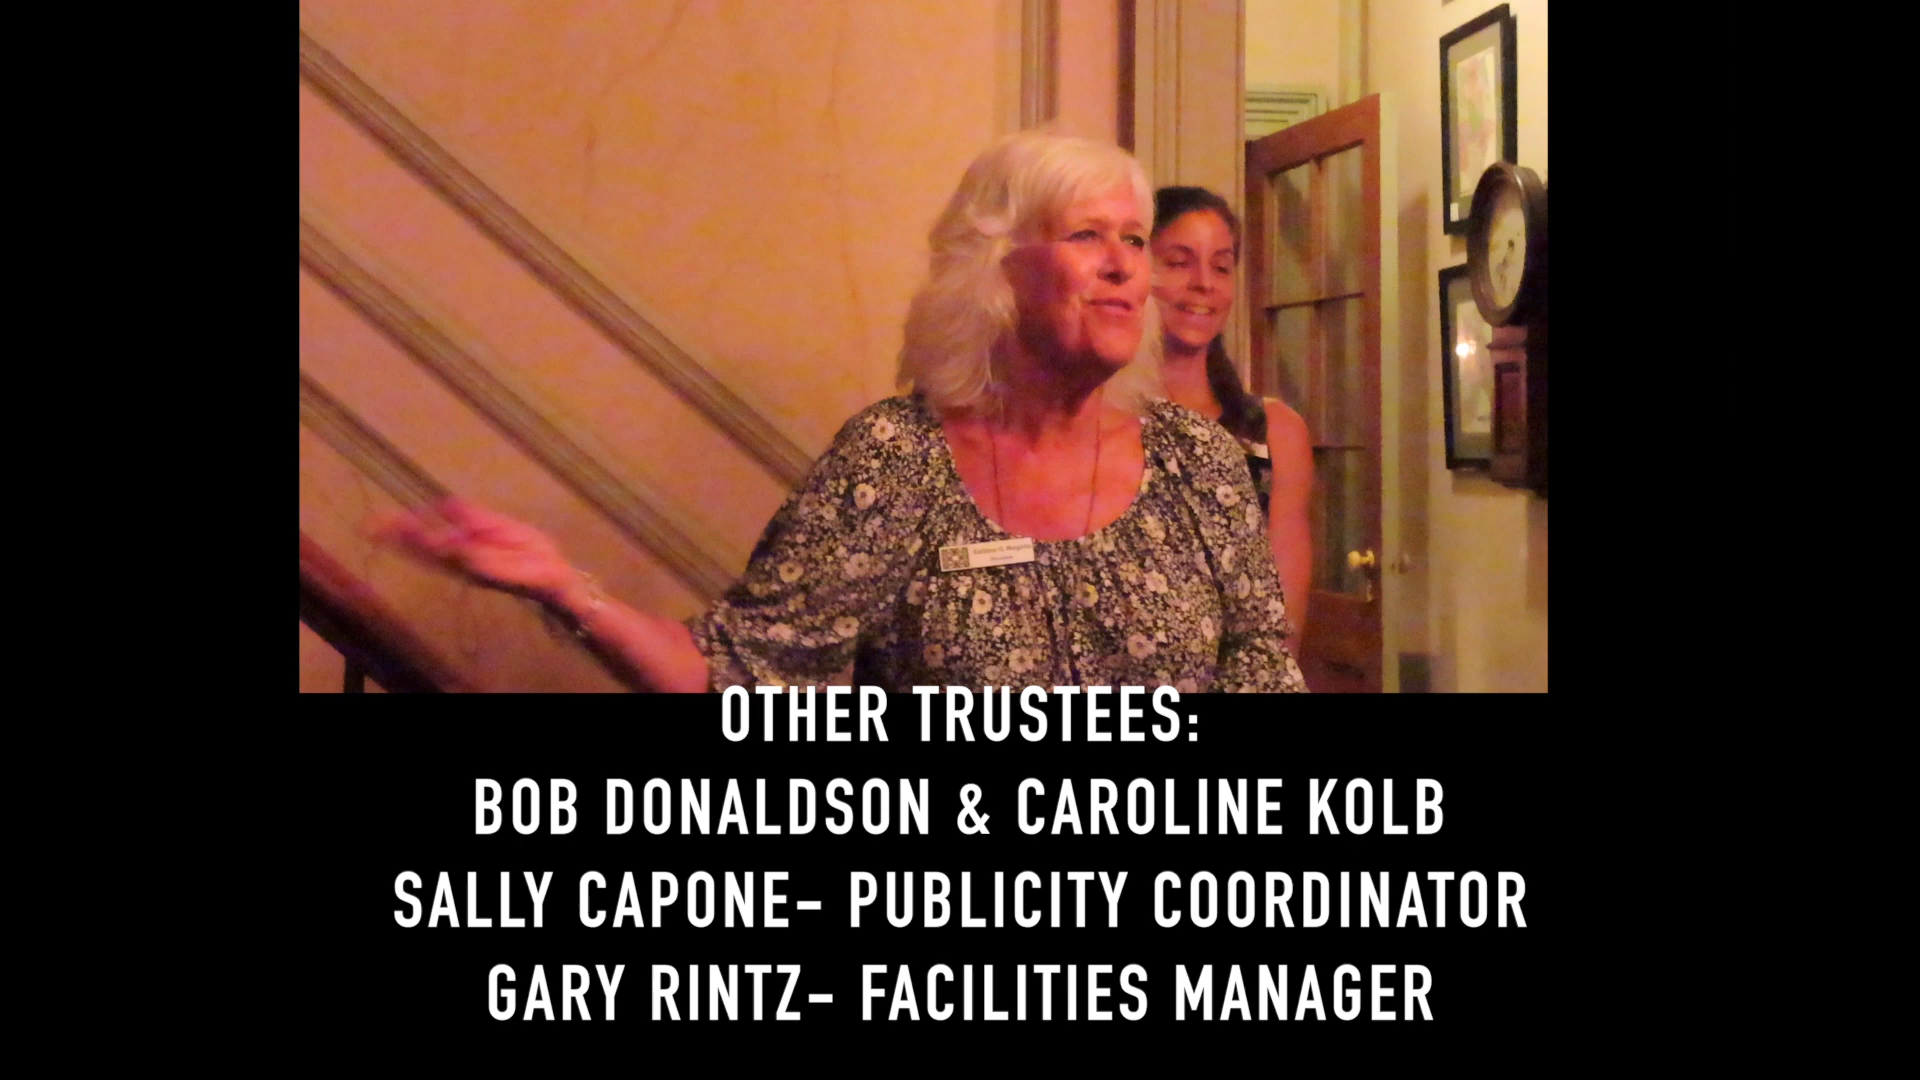 OTHER TRUSTEES:
BOB DONALDSON & CAROLINE KOLB
SALLY CAPONE- PUBLICITY COORDINATOR
GARY RINTZ- FACILITIES MANAGER